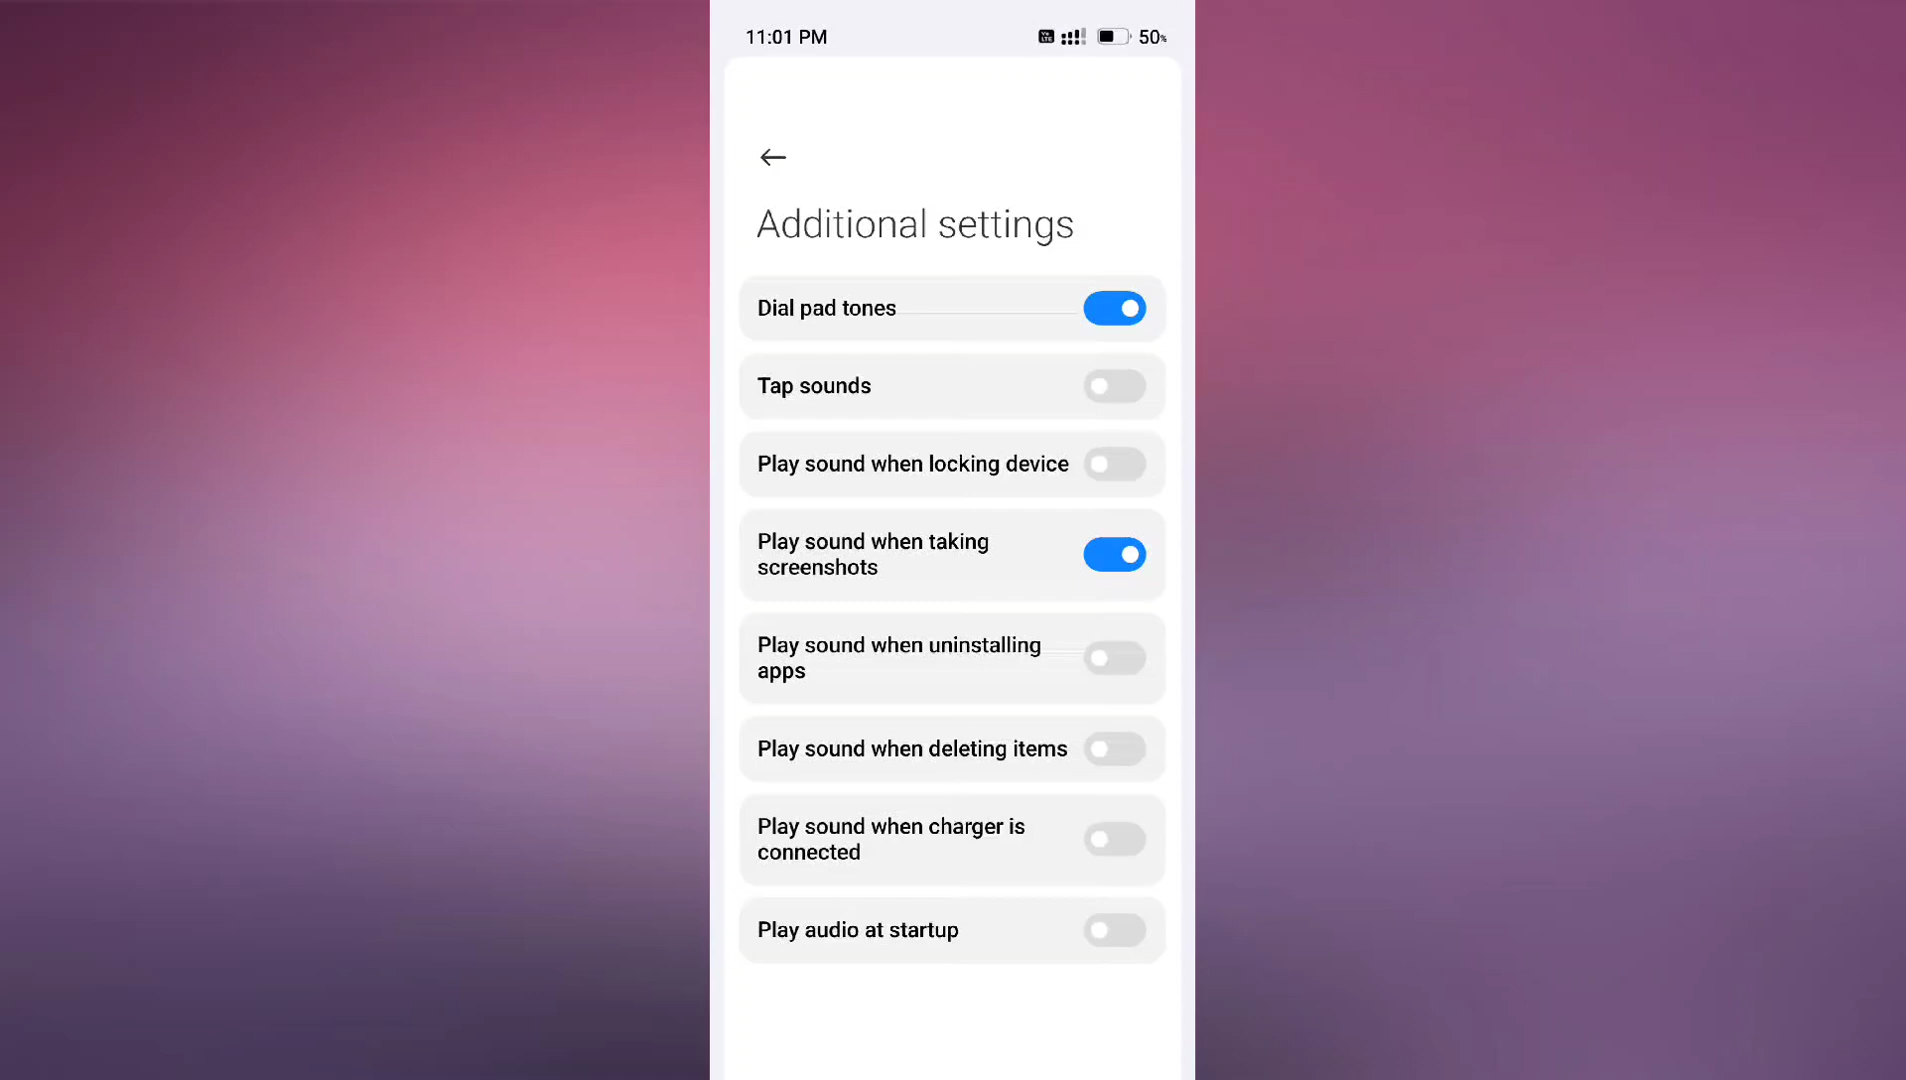 11:01 PM
Vo LTE
50%
Additional settings
Dial pad tones
Tap sounds
Play sound when locking device
Play sound when taking
screenshots
Play sound when uninstalling
apps
Play sound when deleting items
Play sound when charger is
connected
Play audio at startup